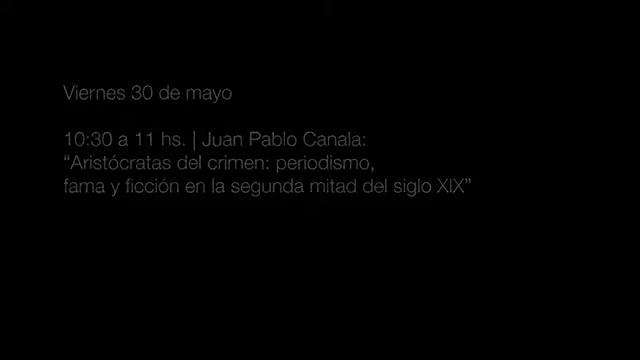 Viernes 30 de mayo
10:30 a 11 hs. | Juan Pablo Canala:
“Aristócratas del crimen: periodismo,
fama y ficción en la segunda mitad del siglo XIX”